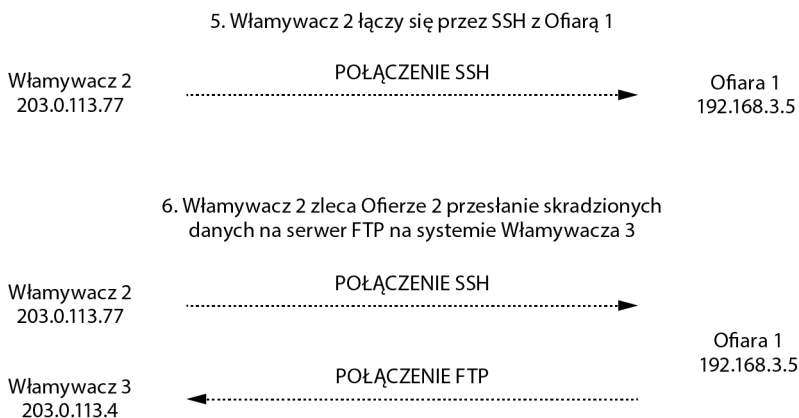 5. Włamywacz 2 łączy się przez SSH z Ofiarą 1
Włamywacz 2
203.0.113.77
POŁĄCZENIE SSH
Ofiara 1
192.168.3.5
6. Włamywacz 2 zleca Ofierze 2 przesłanie skradzionych
danych na serwer FTP na systemie Włamywacza 3
Włamywacz 2
203.0.113.77
POŁĄCZENIE SSH
Ofiara 1
192.168.3.5
Włamywacz 3
203.0.113.4
POŁĄCZENIE FTP